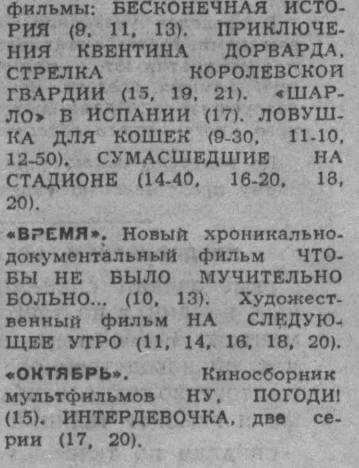 фильмы: БЕСКОНЕЧНАЯ ИСТО-
РИЯ (9, 11, 13). ПРИКЛЮЧЕ-
НИЯ КВЕНТИНА ДОРВАРДА,
СТРЕЛКА КОРОЛЕВСКОЙ
ГВАРДИИ (15, 19, 21). «ШАР-
ЛО» В ИСПАНИИ (17). ЛОВУШ-
КА ДЛЯ КОШЕК (9-30, 11-10,
12-50). СУМАСШЕДШИЕ НА
СТАДИОНЕ (14-40, 16-20, 18,
20).
«ВРЕМЯ». Новый хроникально-
документальный фильм ЧТО-
БЫ НЕ БЫЛО МУЧИТЕЛЬНО
БОЛЬНО... (10, 13). Художест-
венный фильм НА СЛЕДУЮ-
ЩЕЕ УТРО (11, 14, 16, 18, 20).
«ОКТЯБРЬ». Киносборник
мультфильмов НУ, ПОГОДИ!
(15). ИНТЕРДЕВОЧКА, две се-
рии (17, 20).